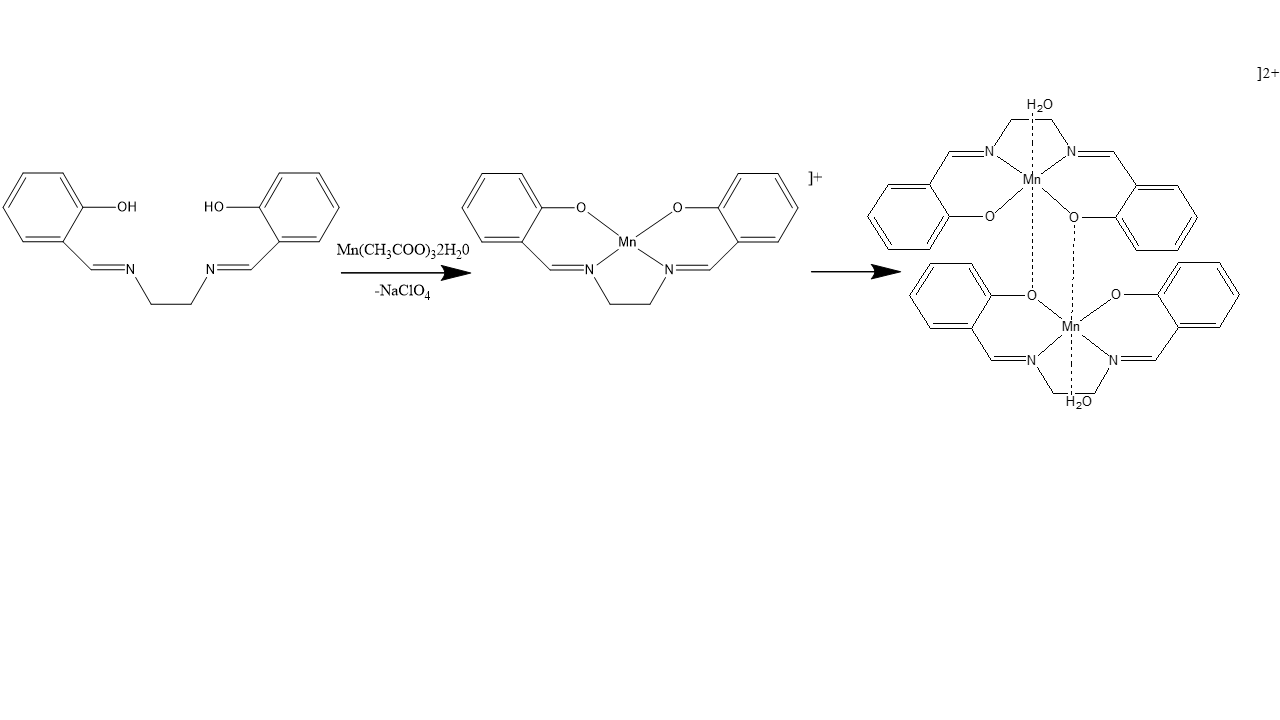 ]2+
H₂O
N N
Mn
O O
OH HO
N N
Mn(CH₃COO)₃2H₂0
-NaClO₄
]+
O O
Mn
N N
O O
Mn
N N
H₂O